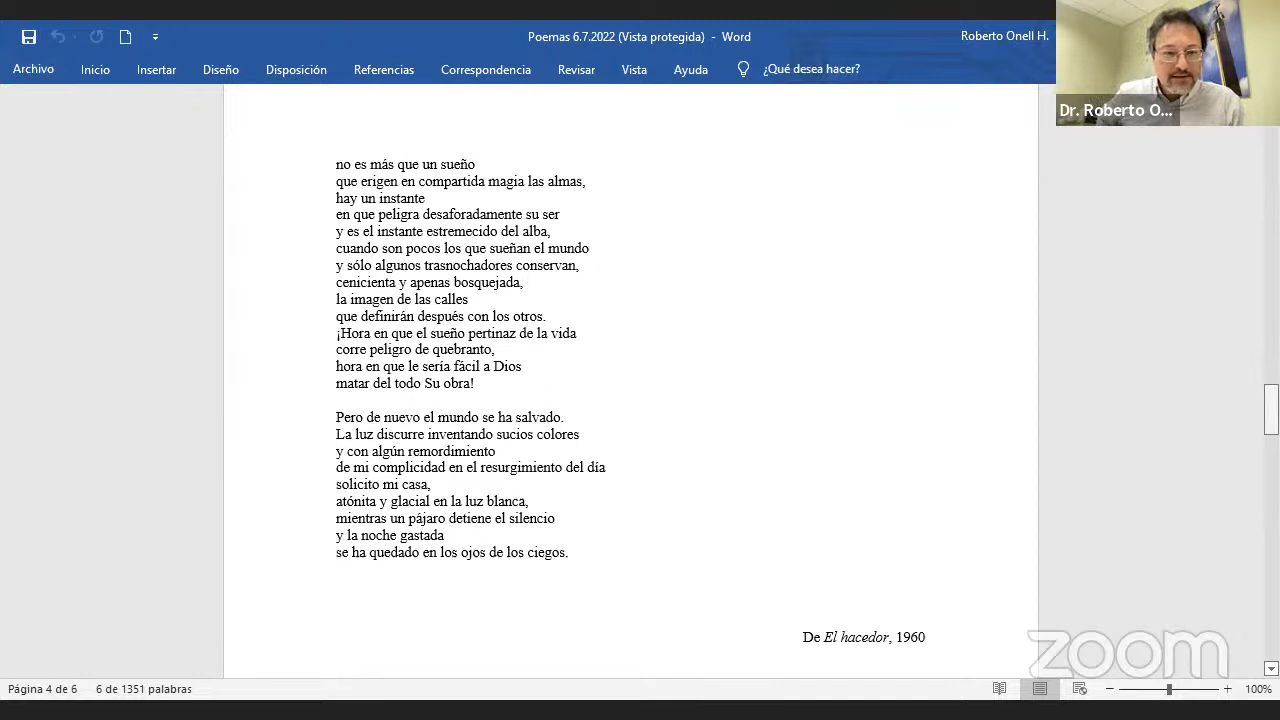 Poemas 6.7.2022 (Vista protegida) - Word
Roberto Onell H.
Archivo Inicio Insertar Diseño Disposición Referencias Correspondencia Revisar Vista Ayuda ¿Qué desea hacer?
Dr. Roberto O...
no es más que un sueño
que erigen en compartida magia las almas,
hay un instante
en que peligra desaforadamente su ser
y es el instante estremecido del alba,
cuando son pocos los que sueñan el mundo
y sólo algunos trasnochadores conservan,
cenicienta y apenas bosquejada,
la imagen de las calles
que definirán después con los otros.
¡Hora en que el sueño pertinaz de la vida
corre peligro de quebranto,
hora en que le sería fácil a Dios
matar del todo Su obra!
Pero de nuevo el mundo se ha salvado.
La luz discurre inventando sucios colores
y con algún remordimiento
de mi complicidad en el resurgimiento del día
solicito mi casa,
atónita y glacial en la luz blanca,
mientras un pájaro detiene el silencio
y la noche gastada
se ha quedado en los ojos de los ciegos.
De El hacedor, 1960
zoom
Página 4 de 6 6 de 1351 palabras
100%